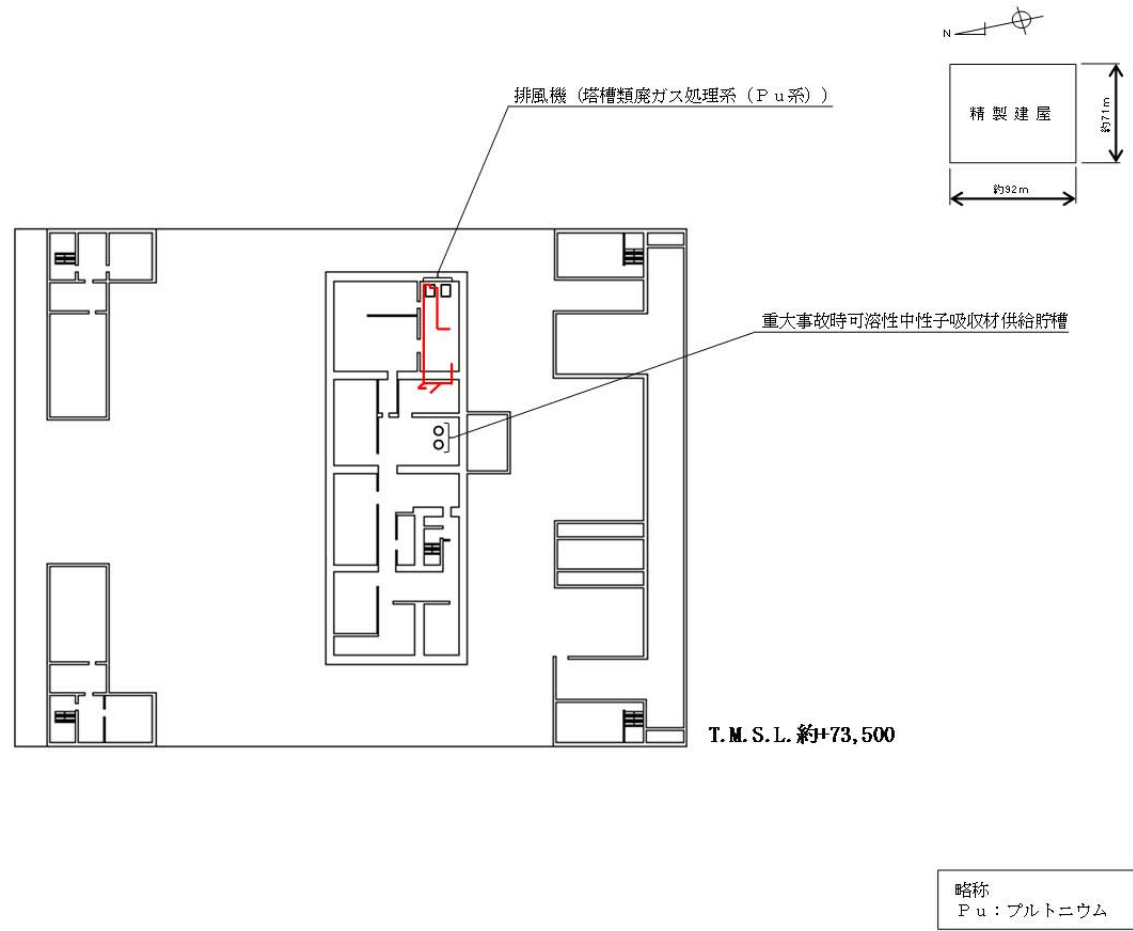 N
排風機（塔槽類廃ガス処理系（Ｐｕ系））
精製建屋
約71m
約92m
重大事故時可溶性中性子吸収材供給貯槽
T.M.S.L.約+73,500
略称
Ｐｕ：プルトニウム